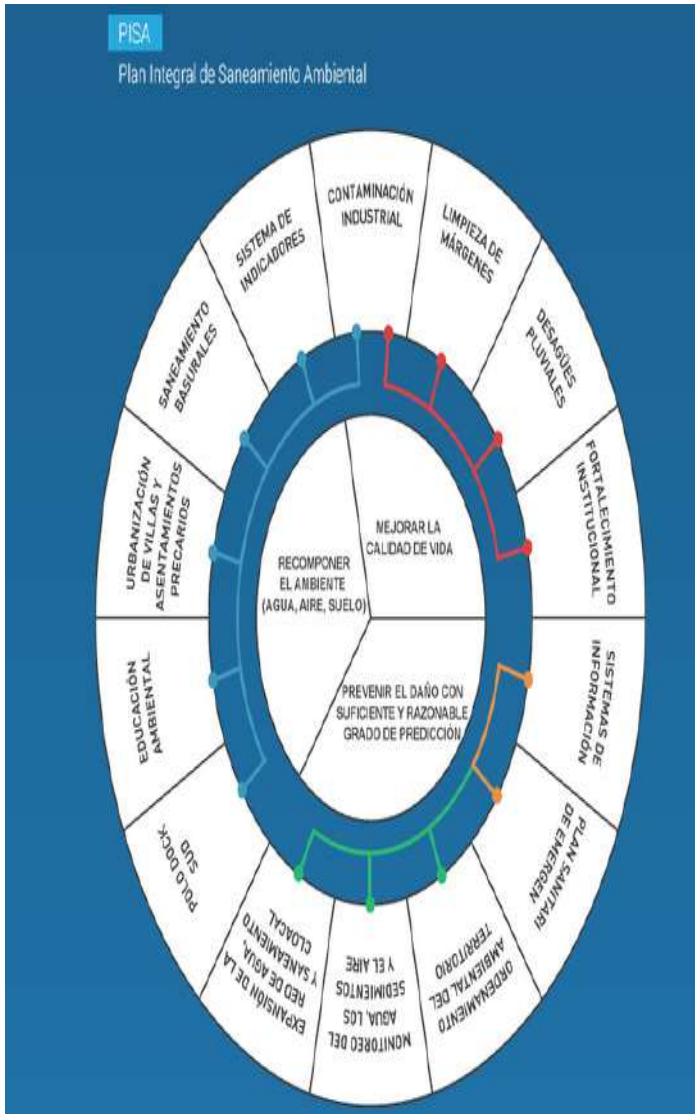 PISA
Plan Integral de Saneamiento Ambiental
CONTAMINACIÓN
INDUSTRIAL
LIMPIEZA DE
MÁRGENES
DESAGÜES
PLUVIALES
FORTALECIMIENTO
INSTITUCIONAL
SISTEMAS DE
INFORMACIÓN
PLAN SANITARI
DE EMERGEN
ORDENAMIENTO
AMBIENTAL DEL
TERRITORIO
MONITOREO DEL
AGUA, LOS
SEDIMENTOS
Y EL AIRE
EXPANSIÓN DE LA
RED DE AGUA,
Y SANEAMIENTO
CLOACAL
POLO DOCK
SUD
EDUCACIÓN
AMBIENTAL
URBANIZACIÓN
DE VILLAS Y
ASENTAMIENTOS
PRECARIOS
SANEAMIENTO
BASURALES
SISTEMA DE
INDICADORES
MEJORAR LA
CALIDAD DE VIDA
RECOMPONER
EL AMBIENTE
(AGUA, AIRE, SUELO)
PREVENIR EL DAÑO CON
SUFICIENTE Y RAZONABLE
GRADO DE PREDICCIÓN